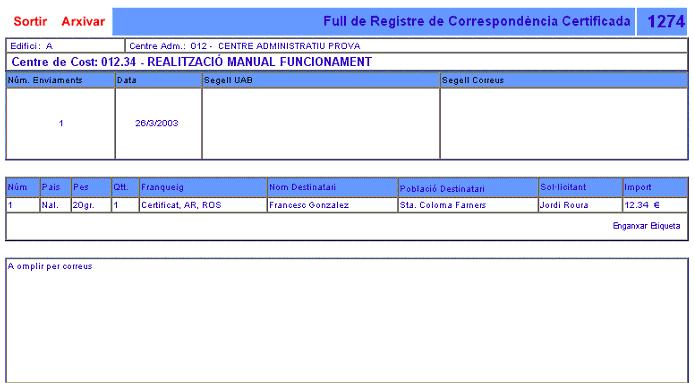 Sortir Arxivar Full de Registre de Correspondència Certificada 1274
Edifici: A Centre Adm.: 012 - CENTRE ADMINISTRATIU PROVA
Centre de Cost: 012.34 - REALITZACIÓ MANUAL FUNCIONAMENT
Núm. Enviaments Data Segell UAB Segell Correus
1 26/3/2003
Núm País Pes Qtt. Franqueig Nom Destinatari Població Destinatari Sol·licitant Import
1 Nal. 20gr. 1 Certificat, AR, ROS Francesc Gonzalez Sta. Coloma Farners Jordi Roura 12.34 €
Enganxar Etiqueta
A omplir per correus